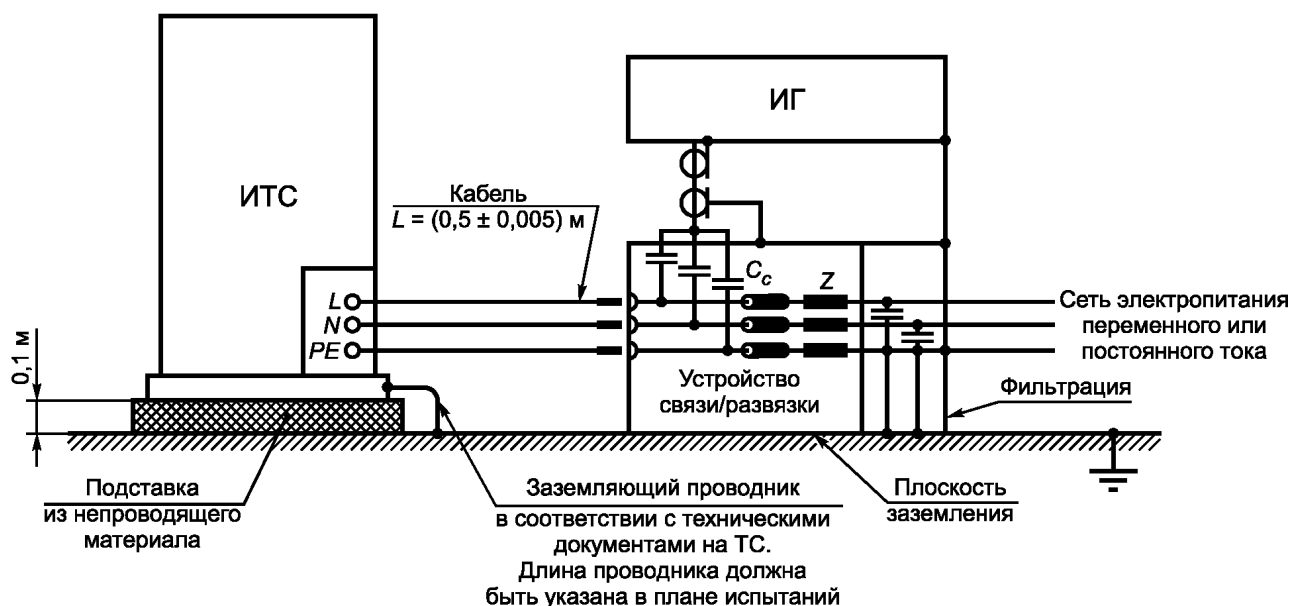 ИГ
ИТС
Кабель
L = (0,5 ± 0,005) м
Cc
Z
L
N
PE
Сеть электропитания
переменного или
постоянного тока
0,1 м
Устройство
связи/развязки
Фильтрация
Подставка
из непроводящего
материала
Заземляющий проводник
в соответствии с техническими
документами на ТС.
Длина проводника должна
быть указана в плане испытаний
Плоскость
заземления